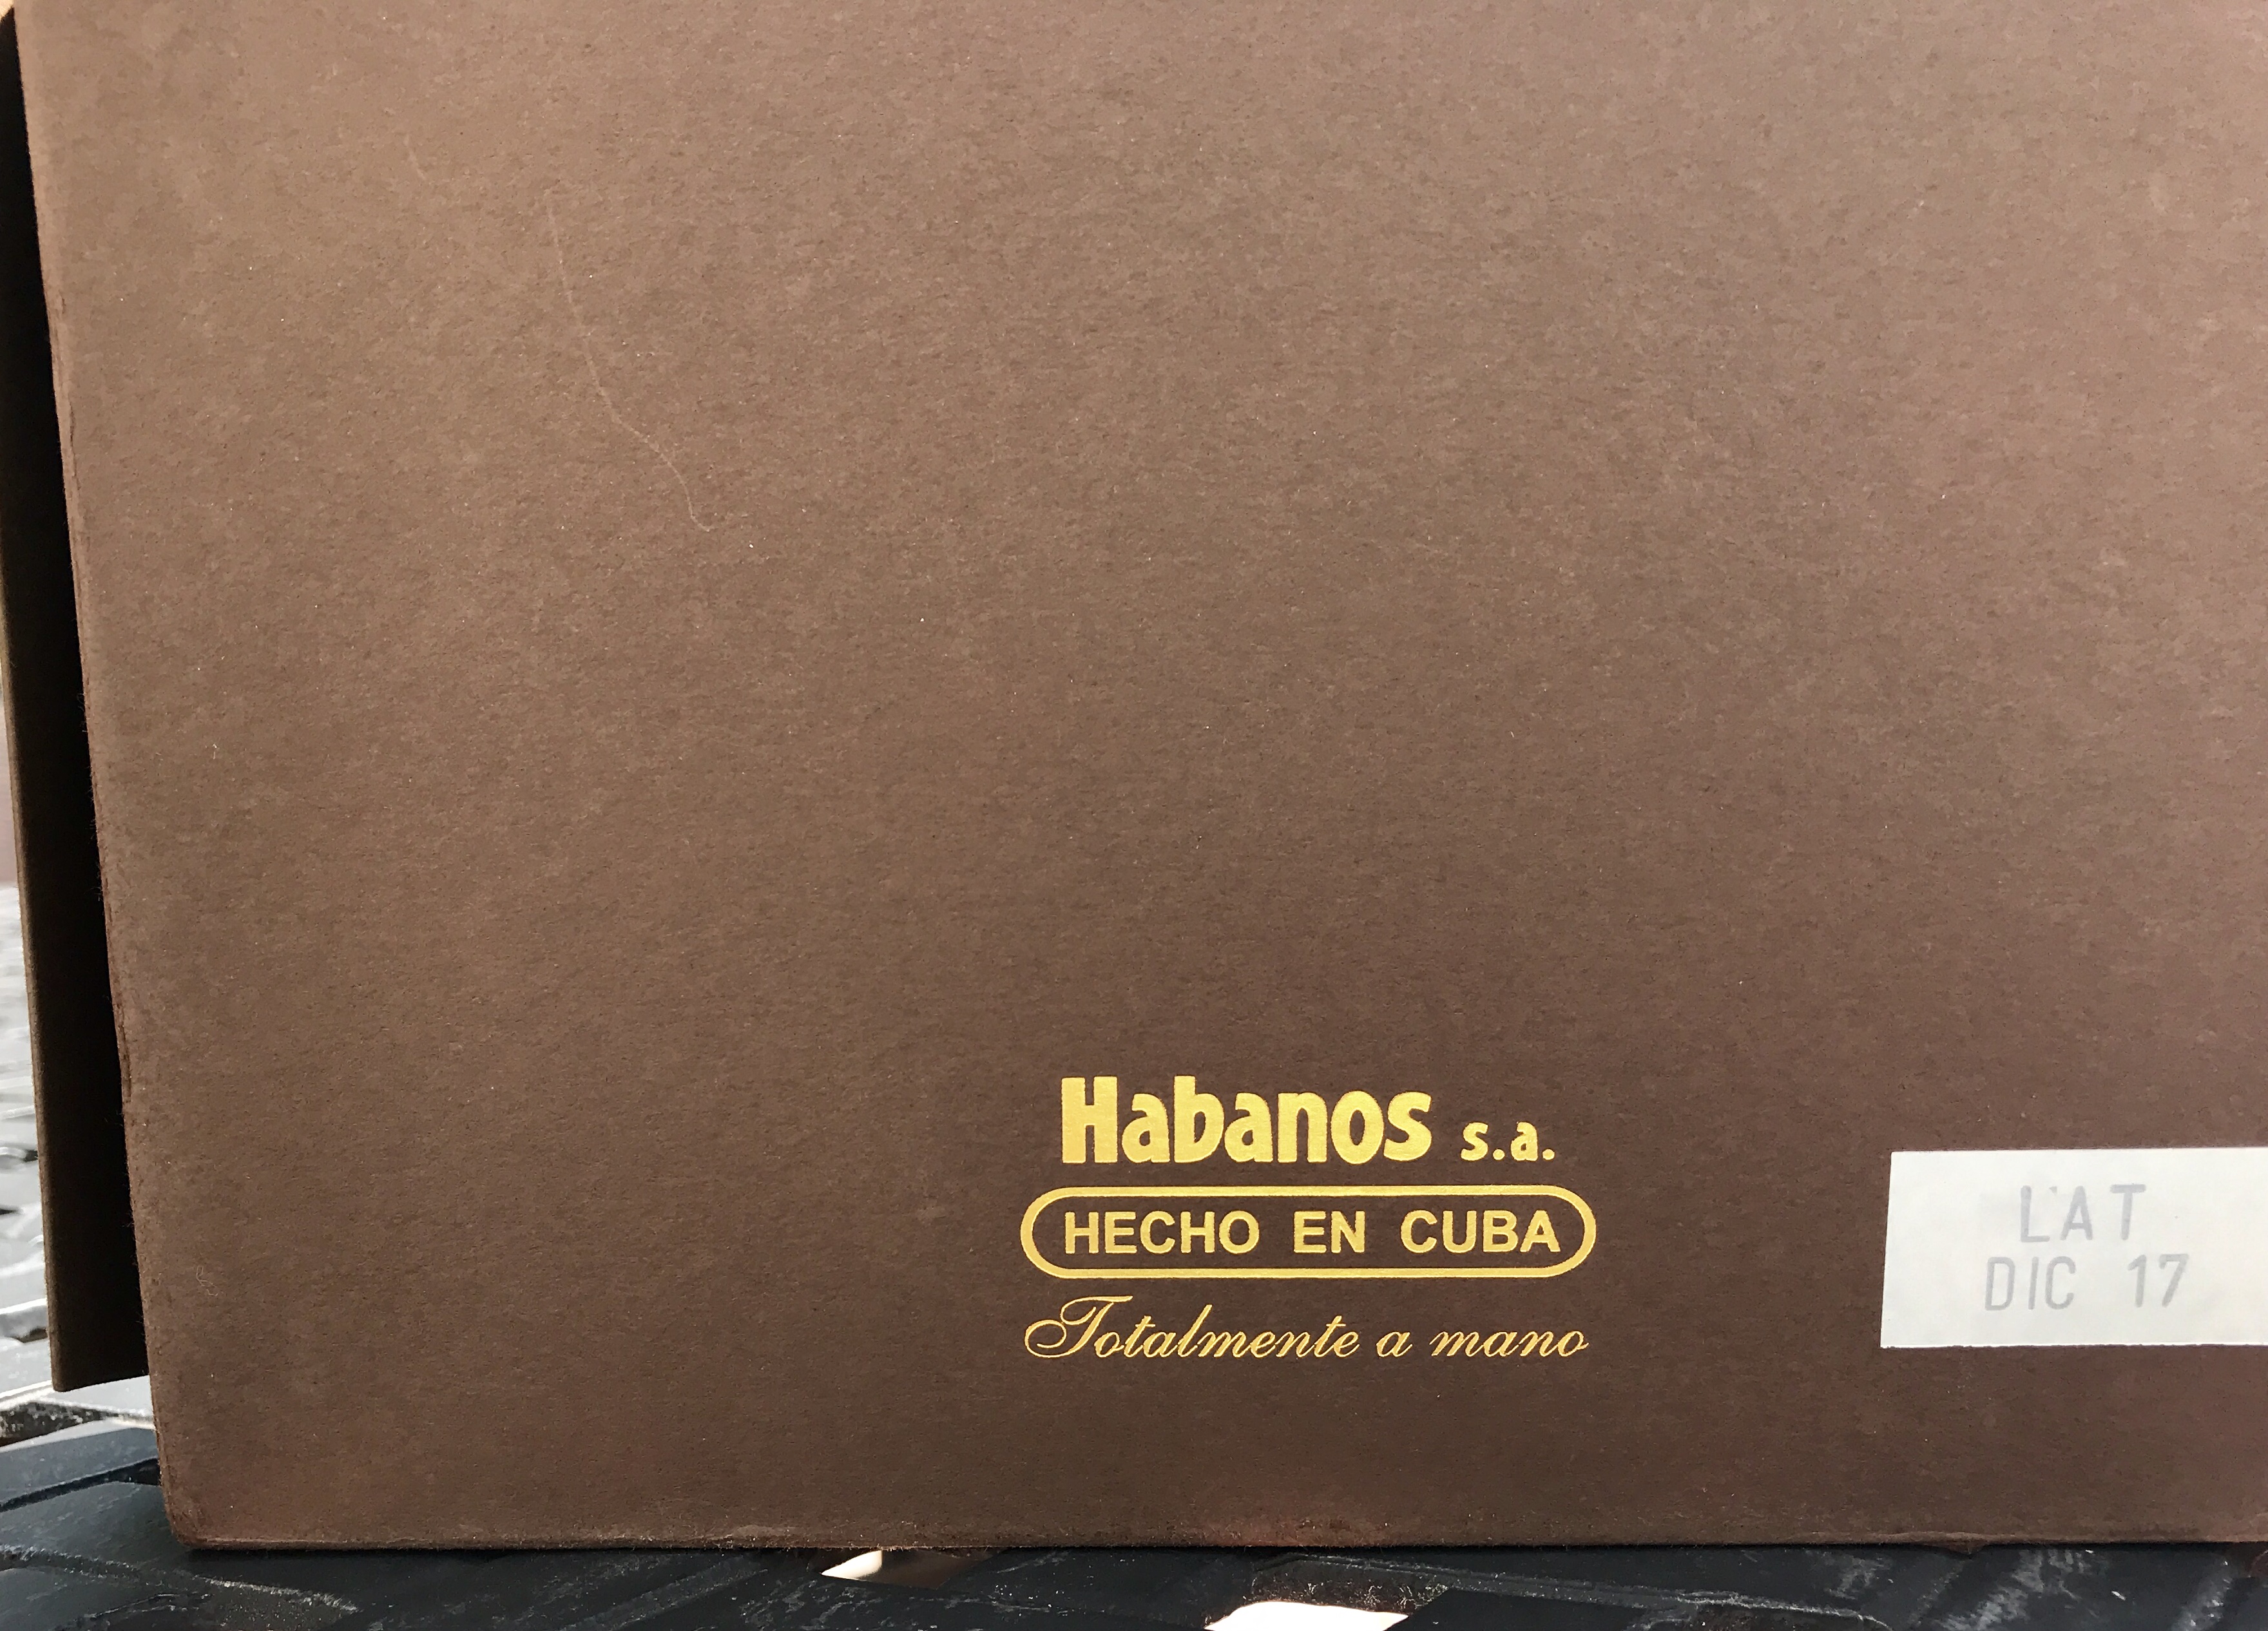 Habanos s.a.
HECHO EN CUBA
Totalmente a mano
LAT
DIC 17